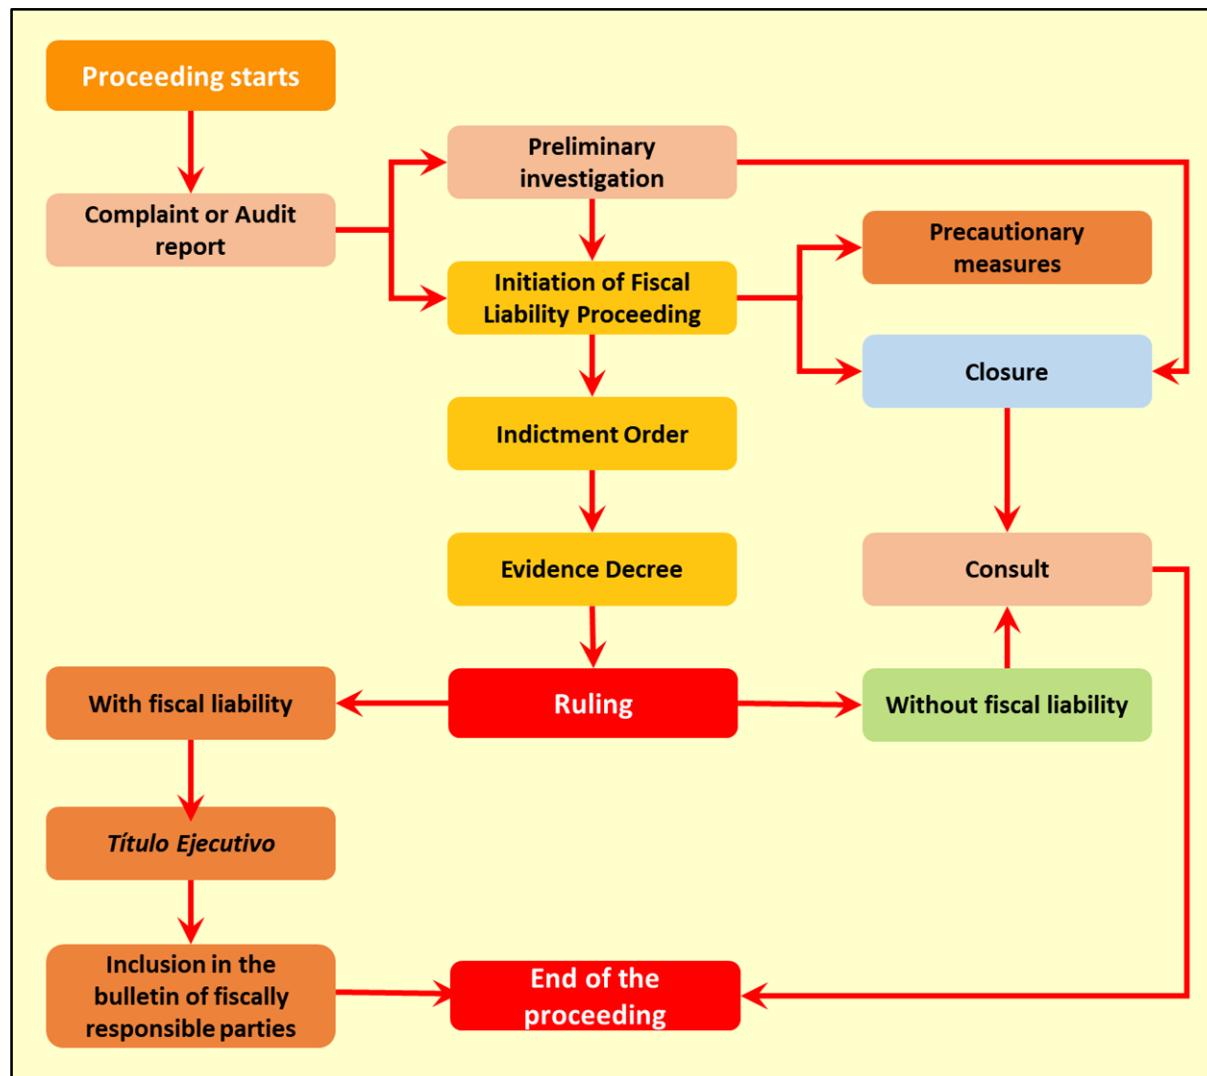 Proceeding starts
Complaint or Audit
report
Preliminary
investigation
Precautionary
measures
Initiation of Fiscal
Liability Proceeding
Closure
Indictment Order
Evidence Decree
Consult
With fiscal liability
Ruling
Without fiscal liability
Título Ejecutivo
Inclusion in the
bulletin of fiscally
responsible parties
End of the
proceeding